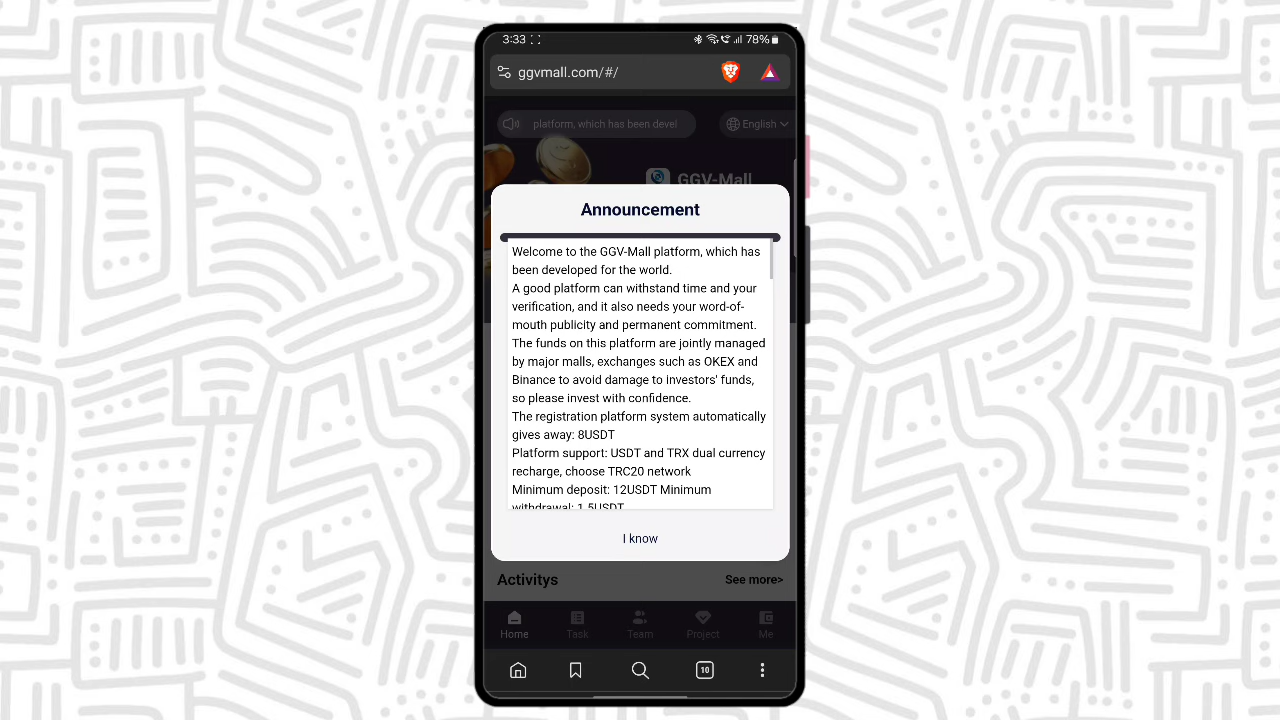 3:33
78%
ggvmall.com/#/
platform, which has been devel
English
GGV-Mall
Announcement
Welcome to the GGV-Mall platform, which has
been developed for the world.
A good platform can withstand time and your
verification, and it also needs your word-of-
mouth publicity and permanent commitment.
The funds on this platform are jointly managed
by major malls, exchanges such as OKEX and
Binance to avoid damage to investors' funds,
so please invest with confidence.
The registration platform system automatically
gives away: 8USDT
Platform support: USDT and TRX dual currency
recharge, choose TRC20 network
Minimum deposit: 12USDT Minimum
withdrawal: 1.5USDT
I know
Activitys
See more>
Home
Task
Team
Project
Me
10